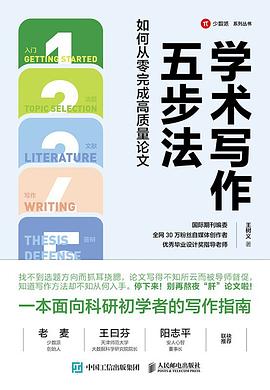 少数派 系列丛书
学术写作
五步法
如何从零完成高质量论文
入门
1
GETTING STARTED
选题
2
TOPIC SELECTION
文献
3
LITERATURE
写作
4
WRITING
答辩
5
THESIS
DEFENSE
国际期刊编委
全网 30 万粉丝自媒体创作者
优秀毕业设计奖指导老师
王树义 著
找不到选题方向而抓耳挠腮，论文写得不知所云而被导师督促，
知道写作方法却不知从何入手。停下来！别再熬夜“肝”论文啦！
一本面向科研初学者的写作指南
老 麦
少数派
创始人
王曰芬
天津师范大学
大数据科学研究院院长
阳志平
安人心智
董事长
联袂
推荐
中国工信出版集团
人民邮电出版社